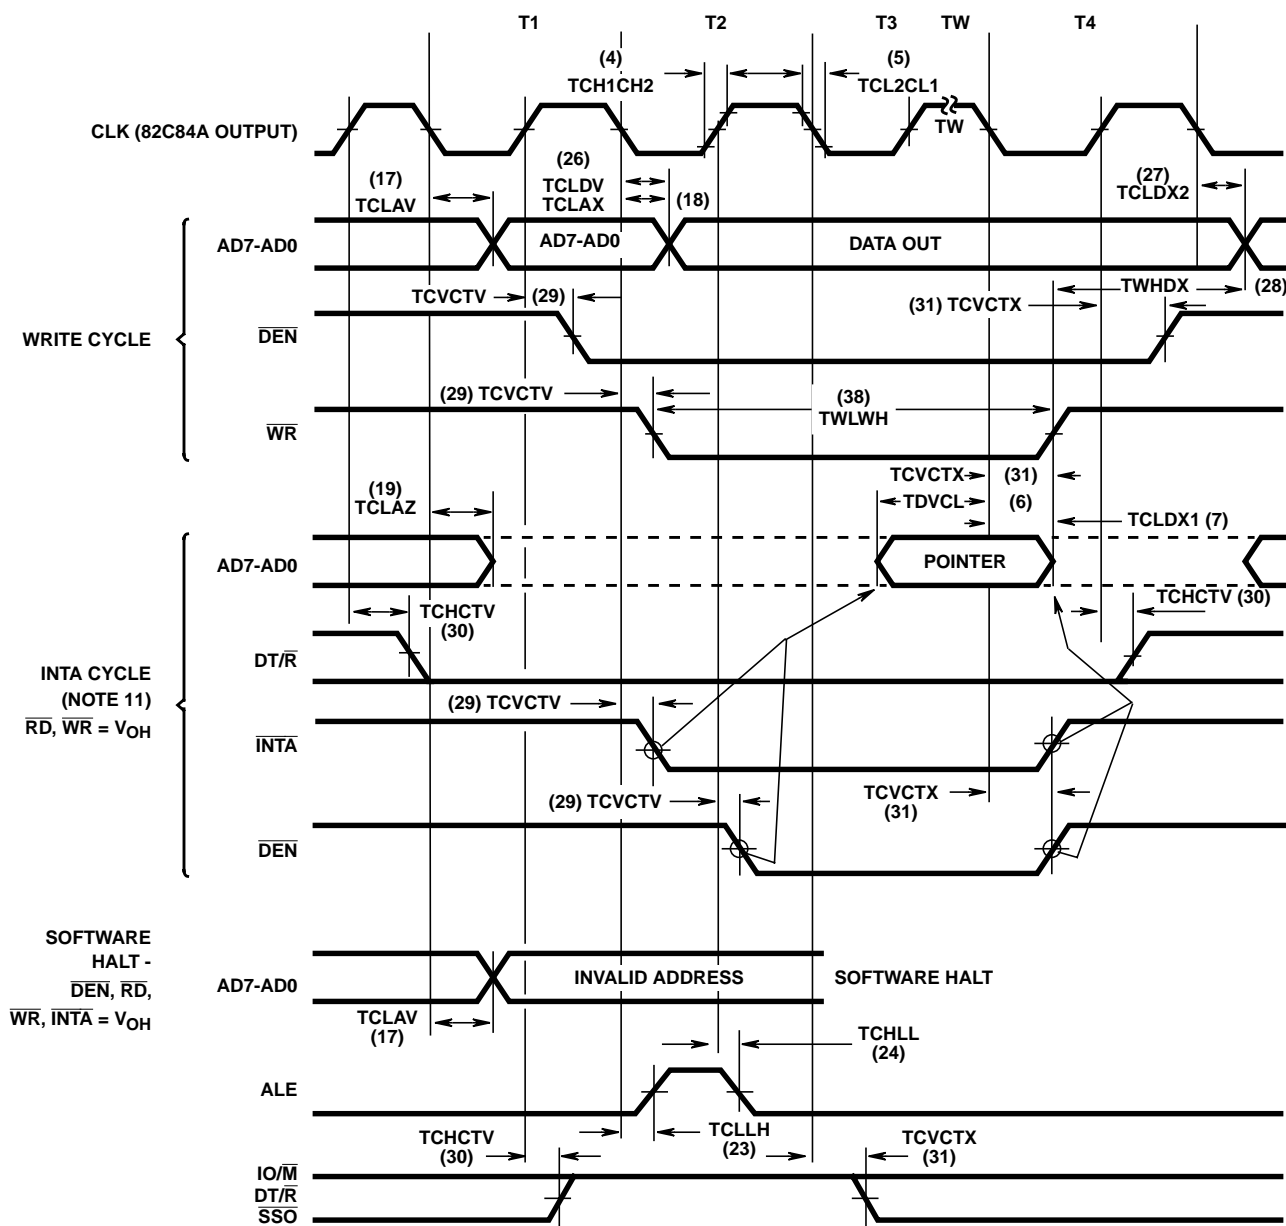 T1 T2 T3 TW T4
(4) (5)
TCH1CH2 TCL2CL1
CLK (82C84A OUTPUT) TW
(17) (26) (27)
TCLAV TCLDV TCLDX2
TCLAX (18)
AD7-AD0 AD7-AD0 DATA OUT
TCVCTV (29) (31) TCVCTX TWHDX (28)
WRITE CYCLE
DEN
(29) TCVCTV (38)
TWLWH
WR
TCVCTX (31)
(19) TDVCL (6)
TCLAZ TCLDX1 (7)
AD7-AD0 POINTER
TCHCTV TCHCTV (30)
(30)
DT/R
INTA CYCLE
(NOTE 11)
RD, WR = VOH
(29) TCVCTV
INTA
(29) TCVCTV TCVCTX
(31)
DEN
SOFTWARE
HALT -
DEN, RD,
WR, INTA = VOH
AD7-AD0 INVALID ADDRESS SOFTWARE HALT
TCLAV
(17)
TCHLL
(24)
ALE
TCHCTV TCLLH TCVCTX
(30) (23) (31)
IO/M
DT/R
SSO